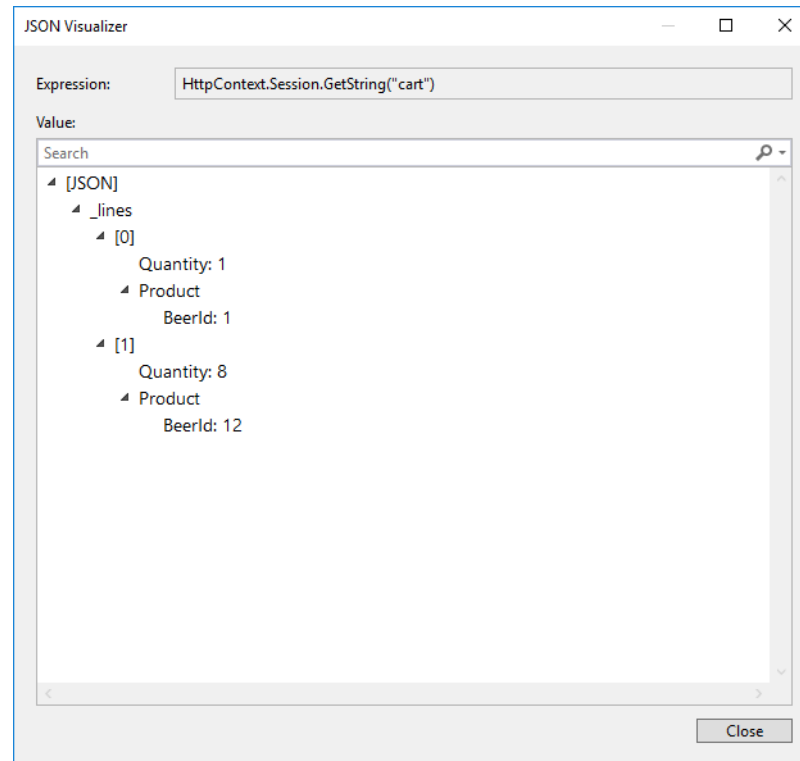 JSON Visualizer
Expression: HttpContext.Session.GetString("cart")
Value:
Search
[JSON]
_lines
[0]
Quantity: 1
Product
BeerId: 1
[1]
Quantity: 8
Product
BeerId: 12
Close